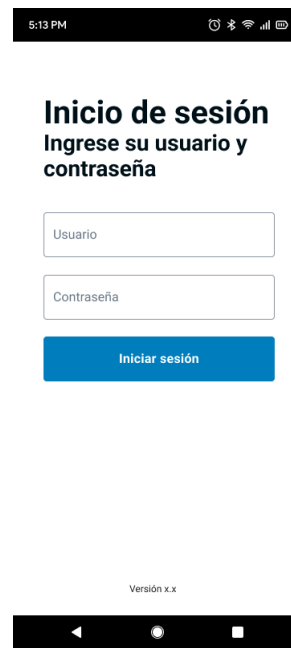 5:13 PM
Inicio de sesión
Ingrese su usuario y
contraseña
Usuario
Contraseña
Iniciar sesión
Versión x.x